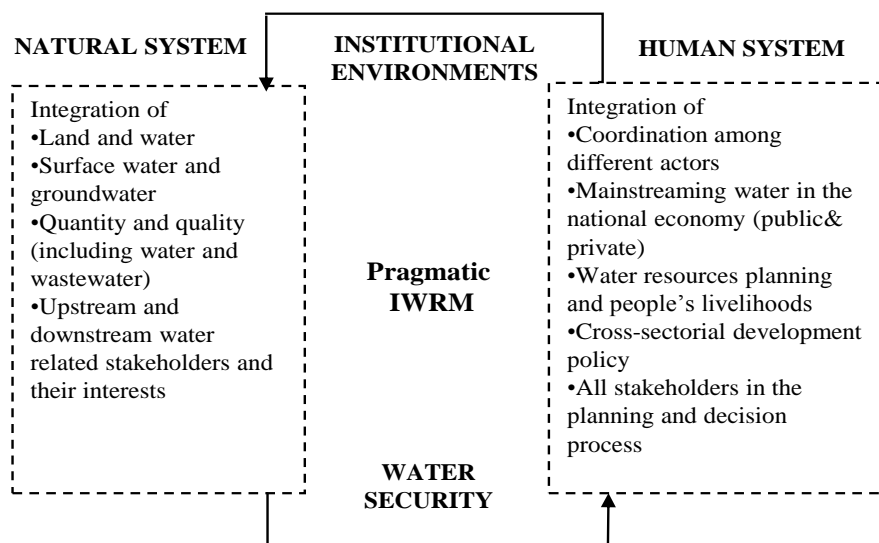 NATURAL SYSTEM
Integration of
•Land and water
•Surface water and
groundwater
•Quantity and quality
(including water and
wastewater)
•Upstream and
downstream water
related stakeholders and
their interests
INSTITUTIONAL
ENVIRONMENTS
Pragmatic
IWRM
WATER
SECURITY
HUMAN SYSTEM
Integration of
•Coordination among
different actors
•Mainstreaming water in the
national economy (public&
private)
•Water resources planning
and people’s livelihoods
•Cross-sectorial development
policy
•All stakeholders in the
planning and decision
process